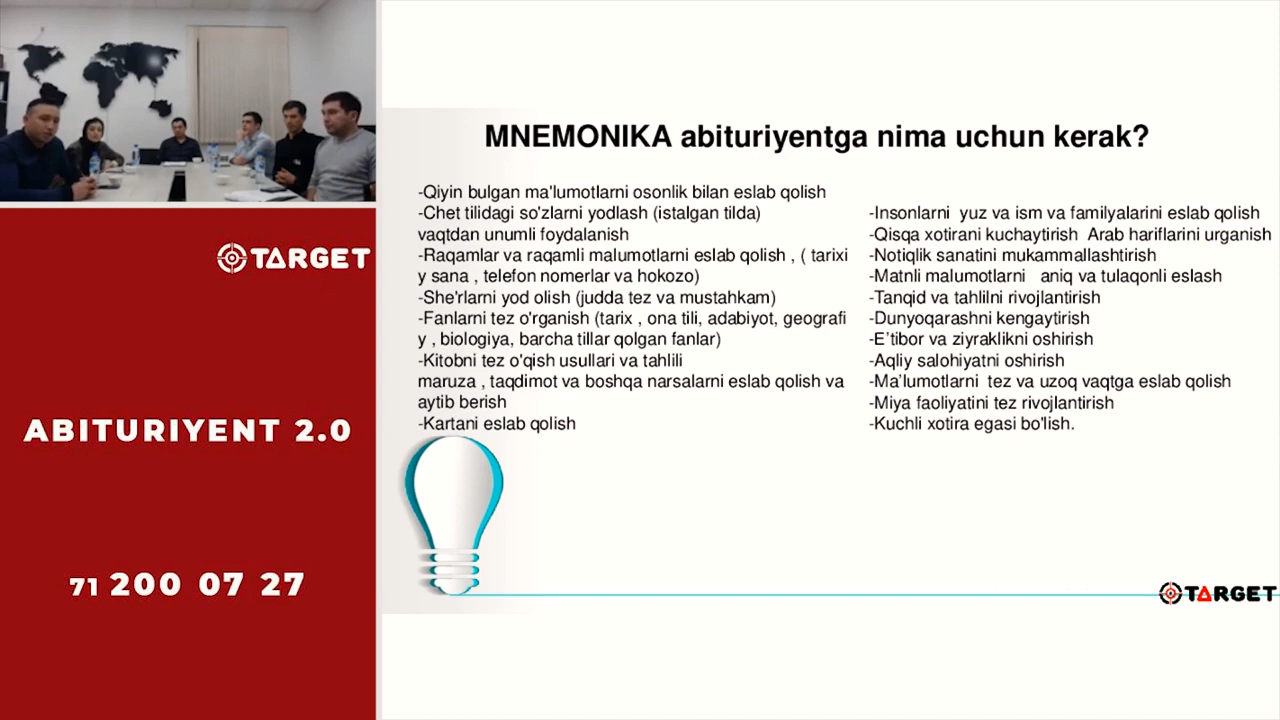 TARGET
ABITURIYENT 2.0
71 200 07 27
MNEMONIKA abituriyentga nima uchun kerak?
-Qiyin bulgan ma'lumotlarni osonlik bilan eslab qolish
-Chet tilidagi so'zlarni yodlash (istalgan tilda)
vaqtdan unumli foydalanish
-Raqamlar va raqamli malumotlarni eslab qolish , ( tarixi
y sana , telefon nomerlar va hokozo)
-She'rlarni yod olish (judda tez va mustahkam)
-Fanlarni tez o'rganish (tarix , ona tili, adabiyot, geografi
y , biologiya, barcha tillar qolgan fanlar)
-Kitobni tez o'qish usullari va tahlili
maruza , taqdimot va boshqa narsalarni eslab qolish va
aytib berish
-Kartani eslab qolish
-Insonlarni yuz va ism va familyalarini eslab qolish
-Qisqa xotirani kuchaytirish Arab hariflarini urganish
-Notiqlik sanatini mukammallashtirish
-Matnli malumotlarni aniq va tulaqonli eslash
-Tanqid va tahlilni rivojlantirish
-Dunyoqarashni kengaytirish
-E’tibor va ziyraklikni oshirish
-Aqliy salohiyatni oshirish
-Ma’lumotlarni tez va uzoq vaqtga eslab qolish
-Miya faoliyatini tez rivojlantirish
-Kuchli xotira egasi bo'lish.
TARGET